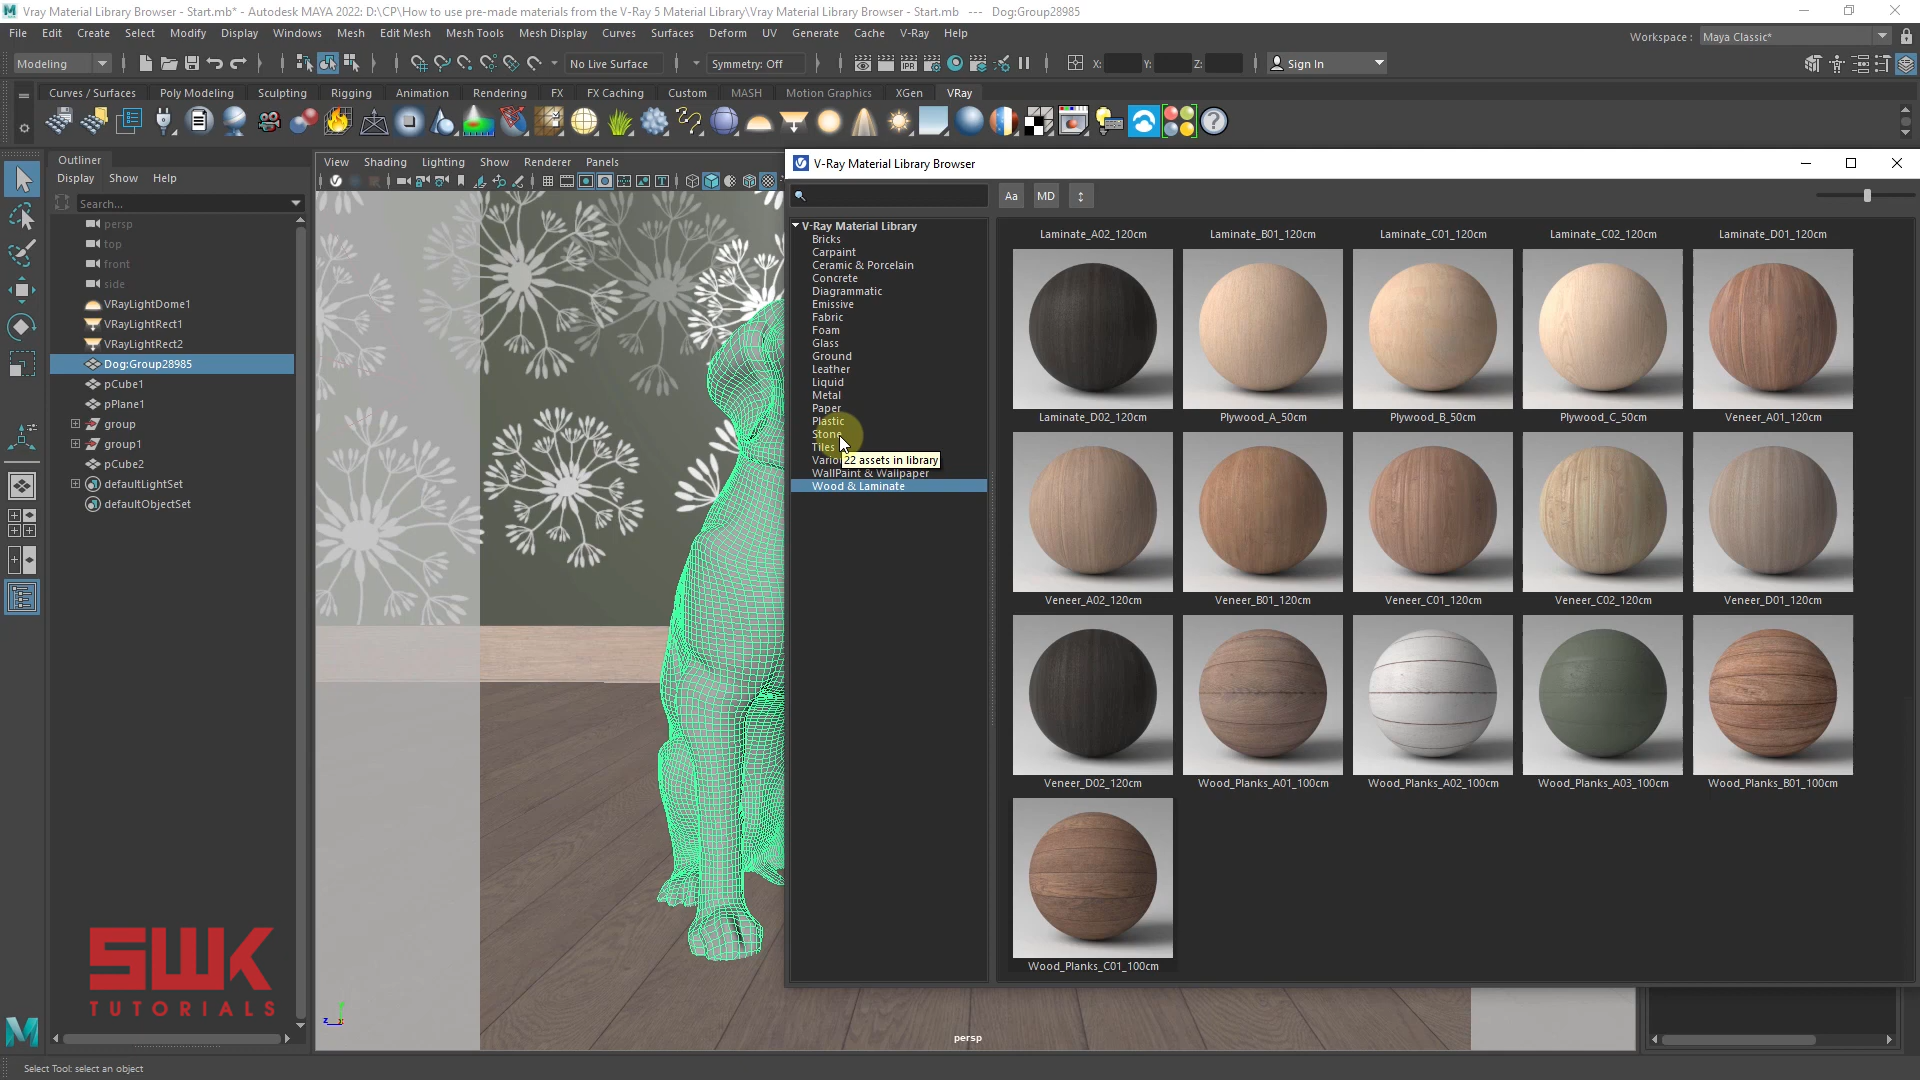 Vray Material Library Browser - Start.mb* - Autodesk MAYA 2022: D:\CP\How to use pre-made materials from the V-Ray 5 Material Library\Vray Material Library Browser - Start.mb --- Dog:Group28985
File Edit Create Select Modify Display Windows Mesh Edit Mesh Mesh Tools Mesh Display Curves Surfaces Deform UV Generate Cache V-Ray Help
Workspace : Maya Classic*
Modeling No Live Surface Symmetry: Off X: Y: Z: Sign In
Curves / Surfaces Poly Modeling Sculpting Rigging Animation Rendering FX FX Caching Custom MASH Motion Graphics XGen VRay
Outliner
Display Show Help
Search...
persp
top
front
side
VRayLightDome1
VRayLightRect1
VRayLightRect2
Dog:Group28985
pCube1
pPlane1
group
group1
pCube2
defaultLightSet
defaultObjectSet
View Shading Lighting Show Renderer Panels
V-Ray Material Library Browser
Aa MD
V-Ray Material Library
Bricks
Carpaint
Ceramic & Porcelain
Concrete
Diagrammatic
Emissive
Fabric
Foam
Glass
Ground
Leather
Liquid
Metal
Paper
Plastic
Stone
Tiles
22 assets in library
WallPaint & Wallpaper
Wood & Laminate
Laminate_A02_120cm Laminate_B01_120cm Laminate_C01_120cm Laminate_C02_120cm Laminate_D01_120cm
Laminate_D02_120cm Plywood_A_50cm Plywood_B_50cm Plywood_C_50cm Veneer_A01_120cm
Veneer_A02_120cm Veneer_B01_120cm Veneer_C01_120cm Veneer_C02_120cm Veneer_D01_120cm
Veneer_D02_120cm Wood_Planks_A01_100cm Wood_Planks_A02_100cm Wood_Planks_A03_100cm Wood_Planks_B01_100cm
Wood_Planks_C01_100cm
SWK
TUTORIALS
persp
Select Tool: select an object